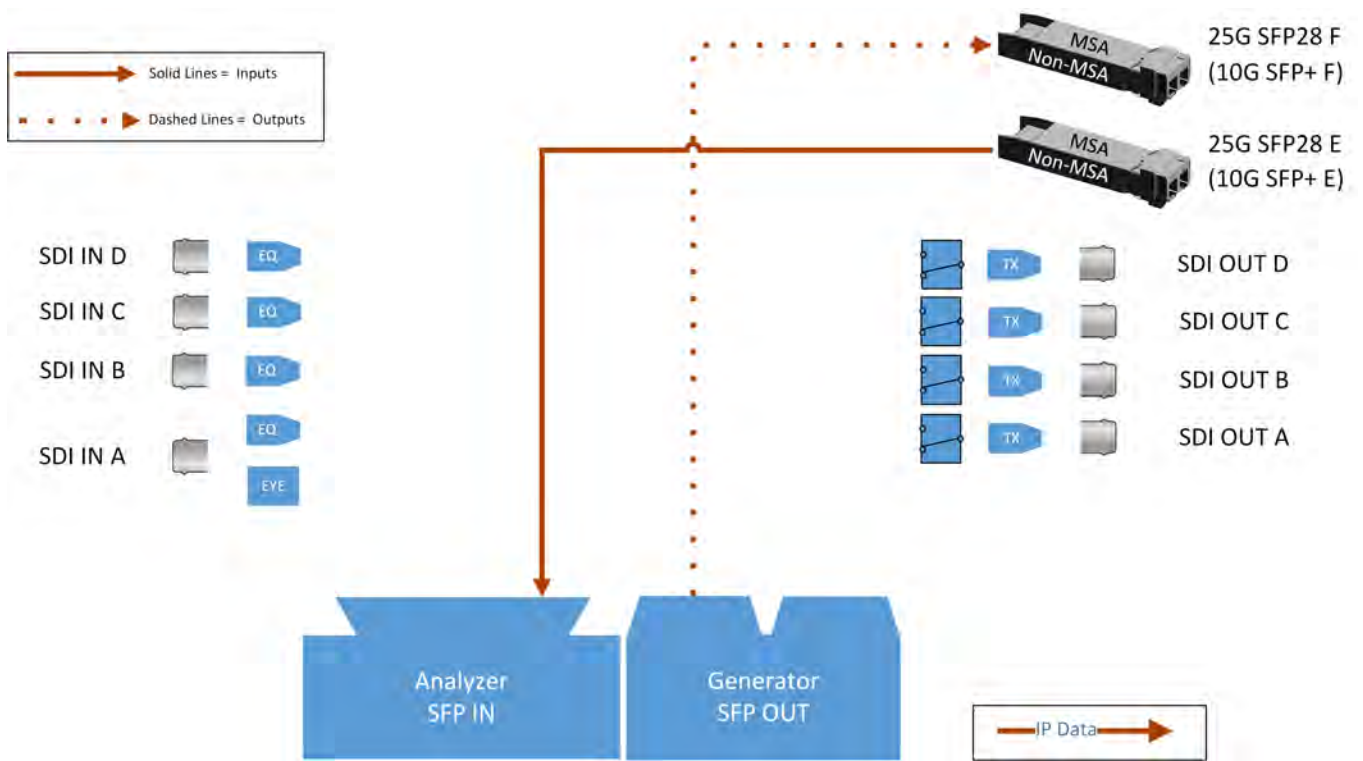 MSA
Non-MSA
25G SFP28 F
(10G SFP+ F)
Solid Lines = Inputs
Dashed Lines = Outputs
MSA
Non-MSA
25G SFP28 E
(10G SFP+ E)
SDI IN D
EQ
SDI IN C
EQ
SDI IN B
EQ
SDI IN A
EQ
EYE
TX
SDI OUT D
TX
SDI OUT C
TX
SDI OUT B
TX
SDI OUT A
Analyzer
SFP IN
Generator
SFP OUT
IP Data